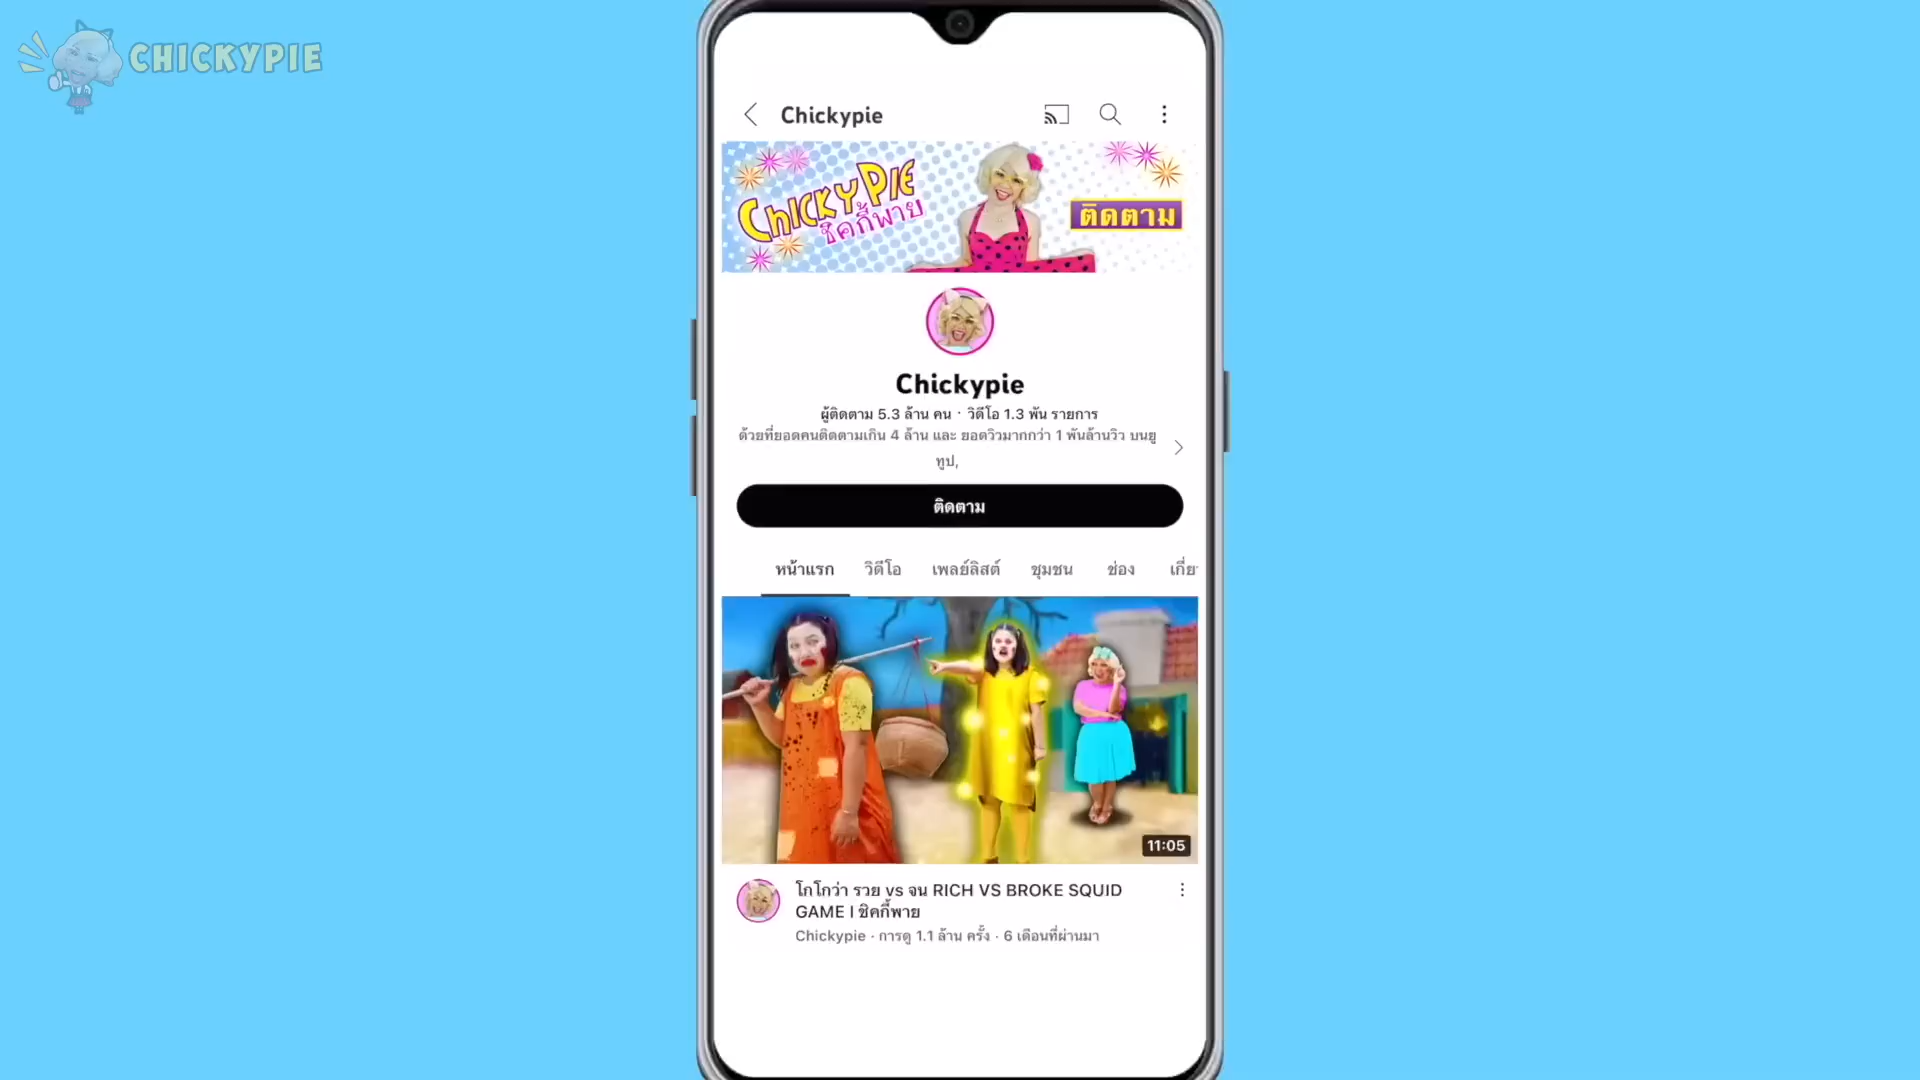 CHICKYPIE
Chickypie
CHICKYPIE
ชิคกี้พาย
ติดตาม
Chickypie
ผู้ติดตาม 5.3 ล้าน คน · วิดีโอ 1.3 พัน รายการ
ด้วยที่ยอดคนติดตามเกิน 4 ล้าน และ ยอดวิวมากกว่า 1 พันล้านวิว บนยู
ทูป,
ติดตาม
หน้าแรก วิดีโอ เพลย์ลิสต์ ชุมชน ช่อง เกี่ย
11:05
โกโกว่า รวย vs จน RICH VS BROKE SQUID
GAME I ชิคกี้พาย
Chickypie · การดู 1.1 ล้าน ครั้ง · 6 เดือนที่ผ่านมา